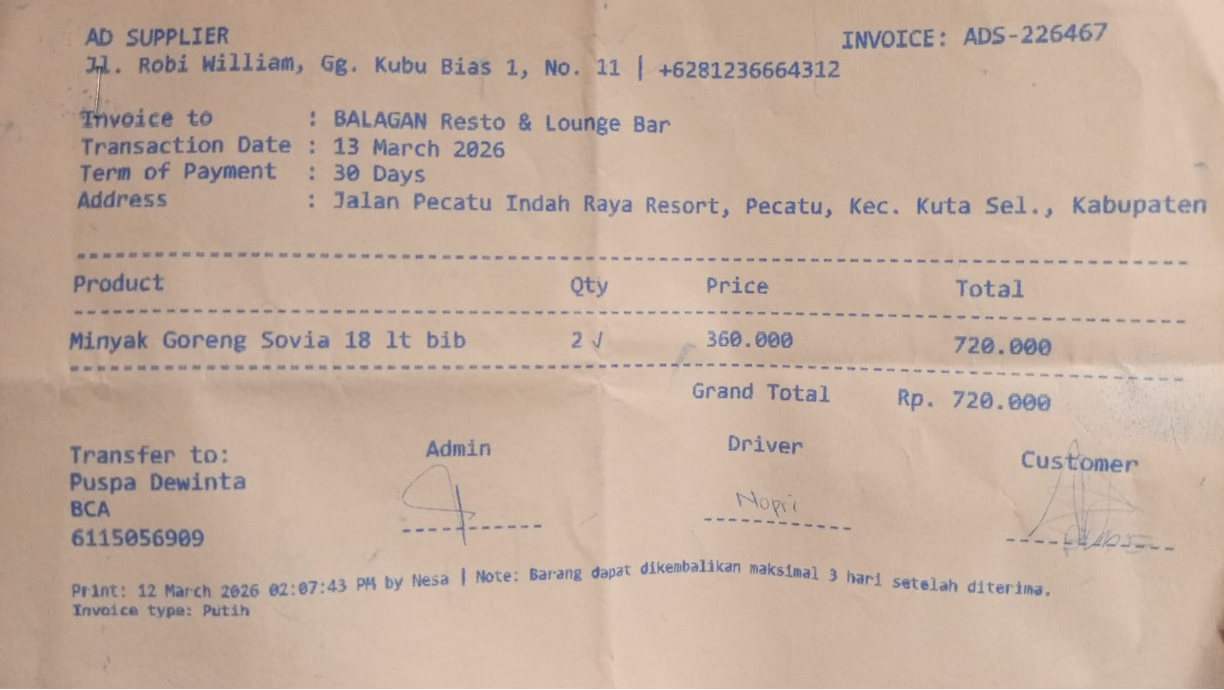 AD SUPPLIER INVOICE: ADS-226467
Jl. Robi William, Gg. Kubu Bias 1, No. 11 | +6281236664312
Invoice to : BALAGAN Resto & Lounge Bar
Transaction Date : 13 March 2026
Term of Payment : 30 Days
Address : Jalan Pecatu Indah Raya Resort, Pecatu, Kec. Kuta Sel., Kabupaten
Product Qty Price Total
Minyak Goreng Sovia 18 lt bib 2 √ 360.000 720.000
Grand Total Rp. 720.000
Transfer to: Admin Driver Customer
Puspa Dewinta
BCA Nopri
6115056909
Print: 12 March 2026 02:07:43 PM by Nesa | Note: Barang dapat dikembalikan maksimal 3 hari setelah diterima.
Invoice type: Putih